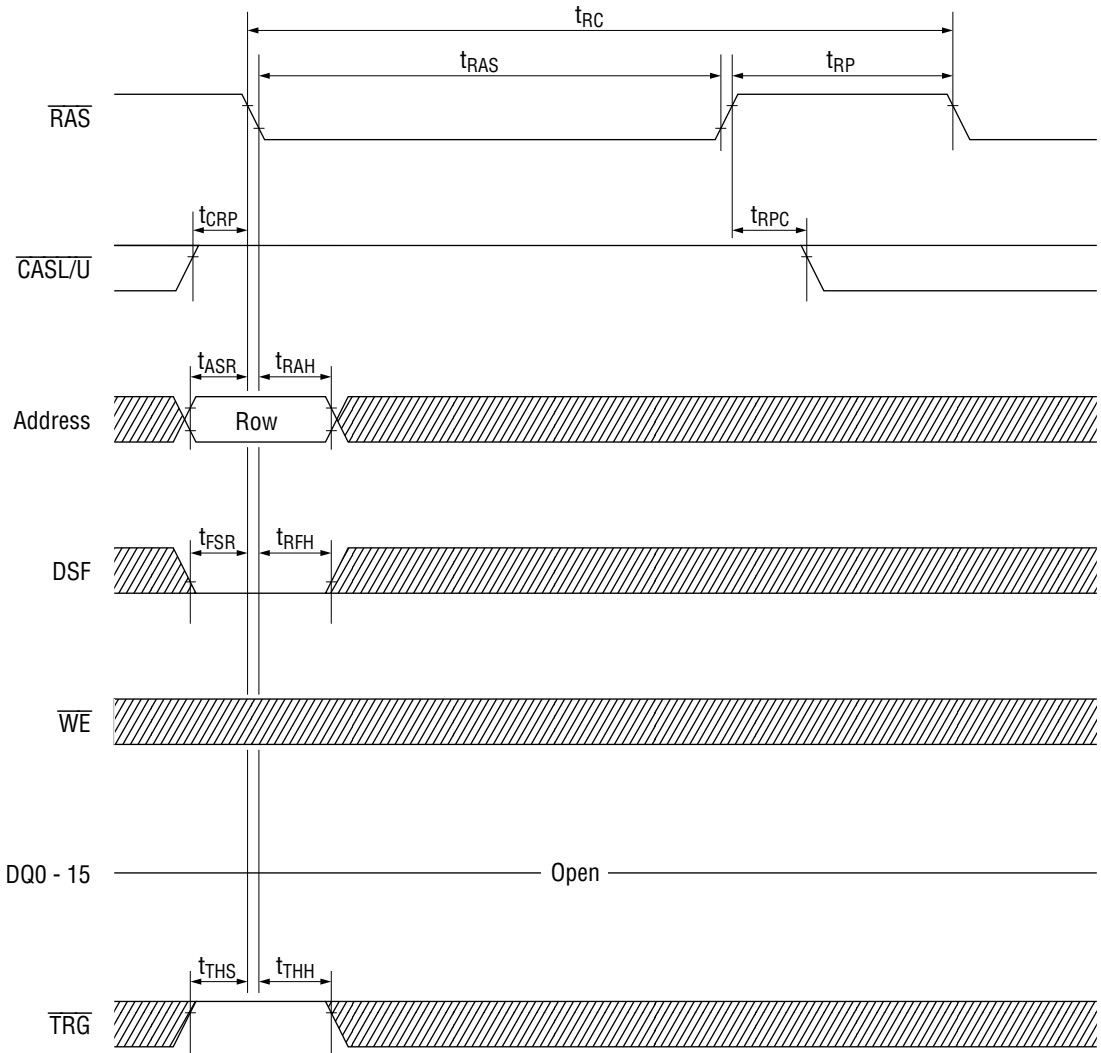 tRC
tRAS
tRP
RAS
tCRP
tRPC
CASL/U
tASR
tRAH
Address
Row
tFSR
tRFH
DSF
WE
DQ0 - 15
Open
tTHS
tTHH
TRG